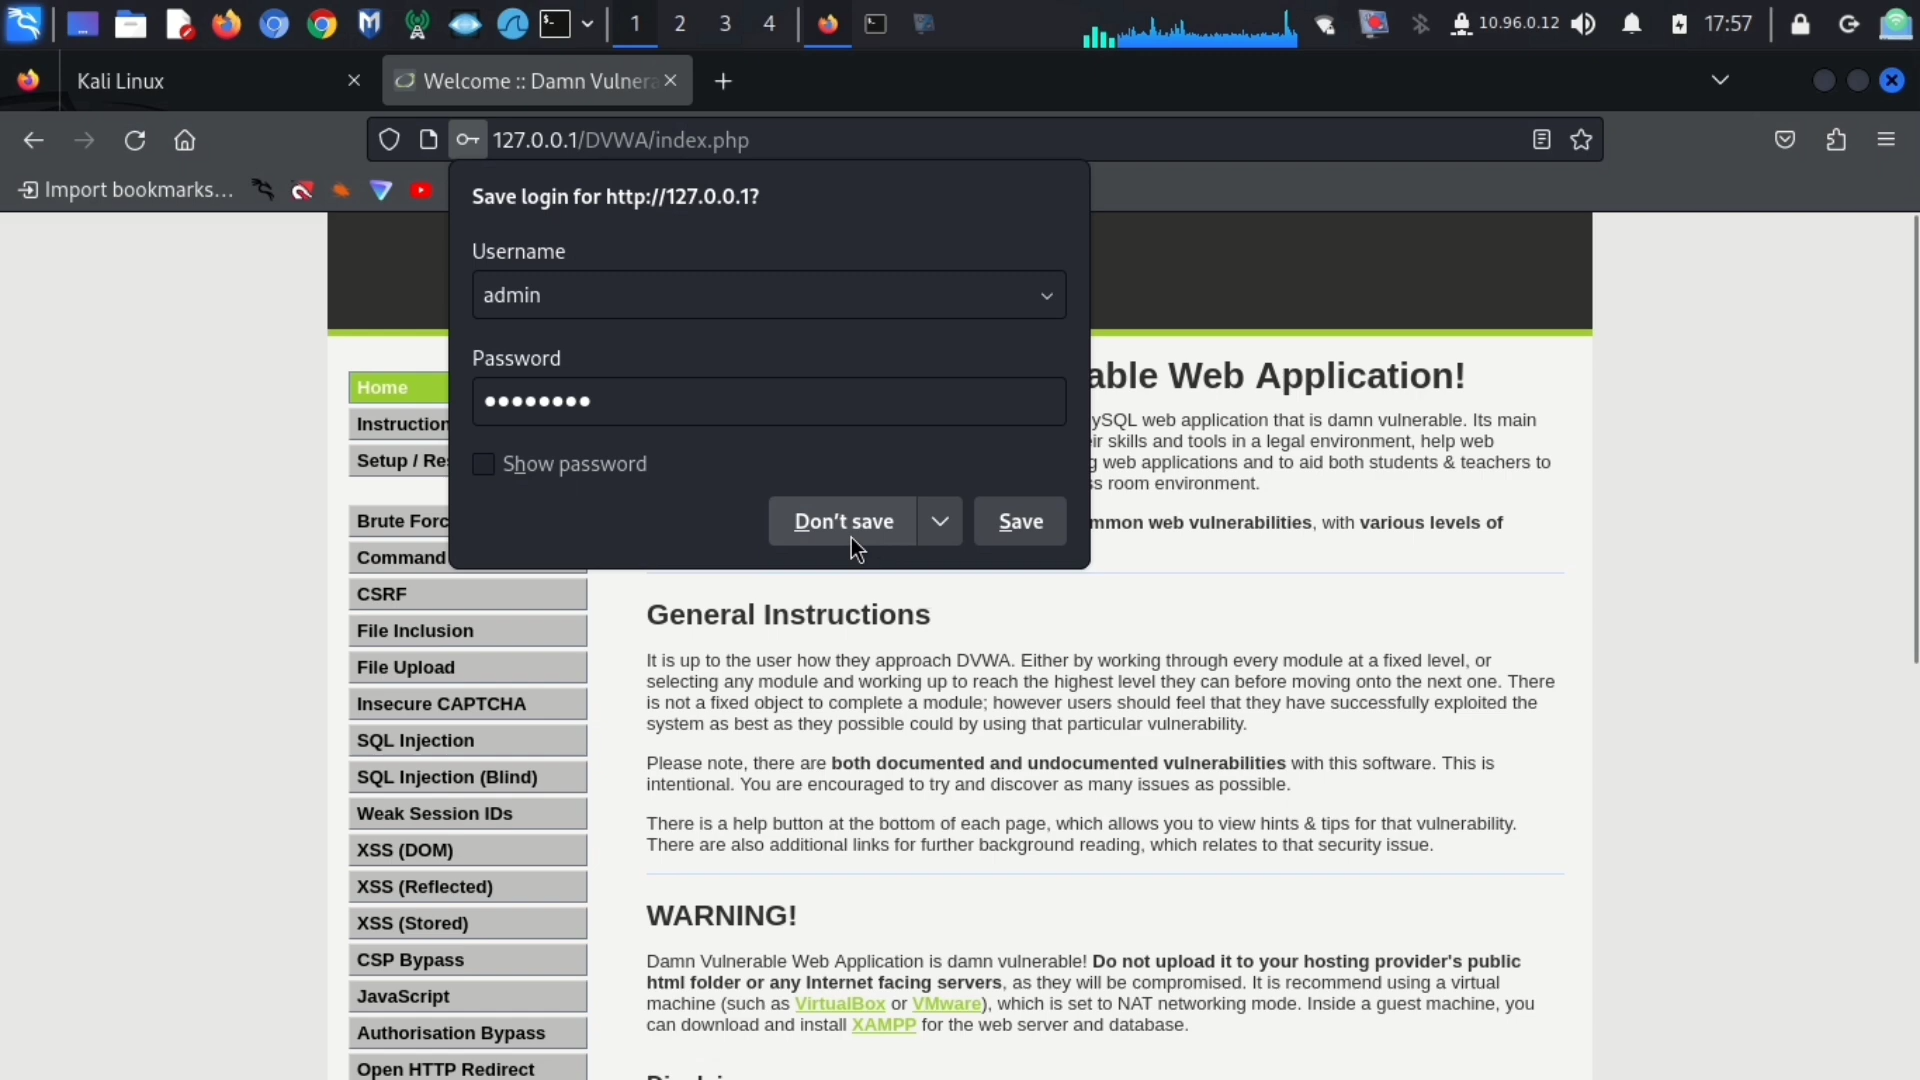 1 2 3 4 10.96.0.12 17:57
Kali Linux
Welcome :: Damn Vulnera
127.0.0.1/DVWA/index.php
Import bookmarks...
Save login for http://127.0.0.1?
Username
admin
Password
Show password
Don't save
Save
Home
Instruction
Setup / Res
Brute Forc
Command
CSRF
File Inclusion
File Upload
Insecure CAPTCHA
SQL Injection
SQL Injection (Blind)
Weak Session IDs
XSS (DOM)
XSS (Reflected)
XSS (Stored)
CSP Bypass
JavaScript
Authorisation Bypass
Open HTTP Redirect
able Web Application!
ySQL web application that is damn vulnerable. Its main
eir skills and tools in a legal environment, help web
g web applications and to aid both students & teachers to
ss room environment.
mmon web vulnerabilities, with various levels of
General Instructions
It is up to the user how they approach DVWA. Either by working through every module at a fixed level, or
selecting any module and working up to reach the highest level they can before moving onto the next one. There
is not a fixed object to complete a module; however users should feel that they have successfully exploited the
system as best as they possible could by using that particular vulnerability.
Please note, there are both documented and undocumented vulnerabilities with this software. This is
intentional. You are encouraged to try and discover as many issues as possible.
There is a help button at the bottom of each page, which allows you to view hints & tips for that vulnerability.
There are also additional links for further background reading, which relates to that security issue.
WARNING!
Damn Vulnerable Web Application is damn vulnerable! Do not upload it to your hosting provider's public
html folder or any Internet facing servers, as they will be compromised. It is recommend using a virtual
machine (such as VirtualBox or VMware), which is set to NAT networking mode. Inside a guest machine, you
can download and install XAMPP for the web server and database.